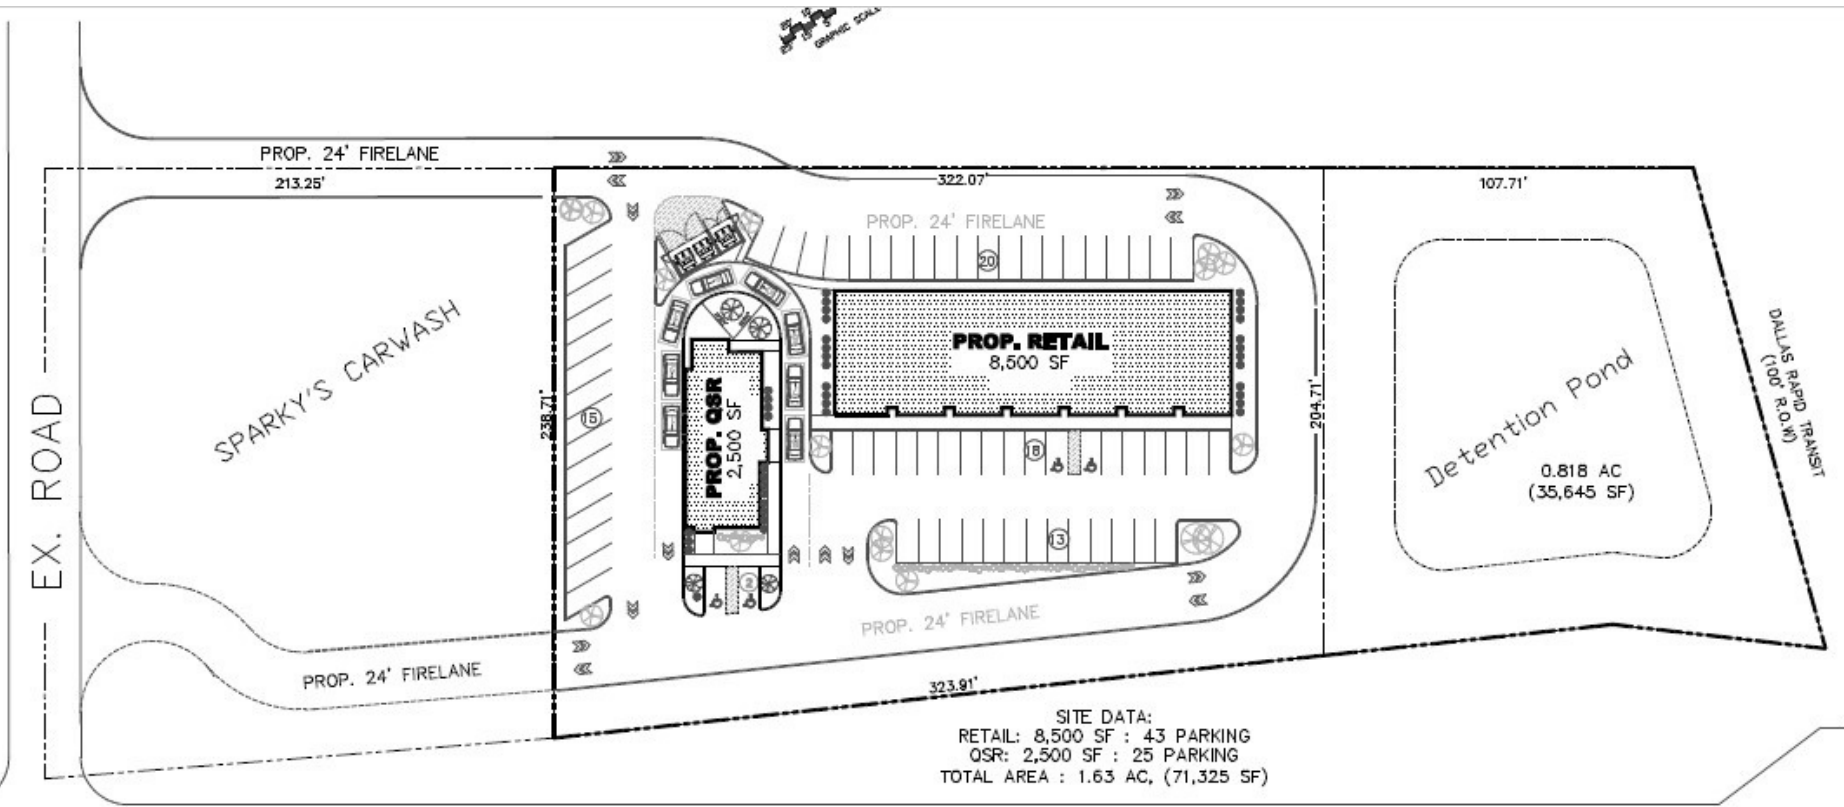 GRAPHIC SCALE
PROP. 24' FIRELANE
213.25'
322.07'
107.71'
PROP. 24' FIRELANE
20
SPARKY'S CARWASH
EX. ROAD
238.71'
15
PROP. QSR
2,500 SF
PROP. RETAIL
8,500 SF
18
13
2
204.71'
Detention Pond
0.818 AC
(35,645 SF)
DALLAS RAPID TRANSIT
(100' R.O.W)
PROP. 24' FIRELANE
PROP. 24' FIRELANE
323.91'
SITE DATA:
RETAIL: 8,500 SF : 43 PARKING
QSR: 2,500 SF : 25 PARKING
TOTAL AREA : 1.63 AC, (71,325 SF)